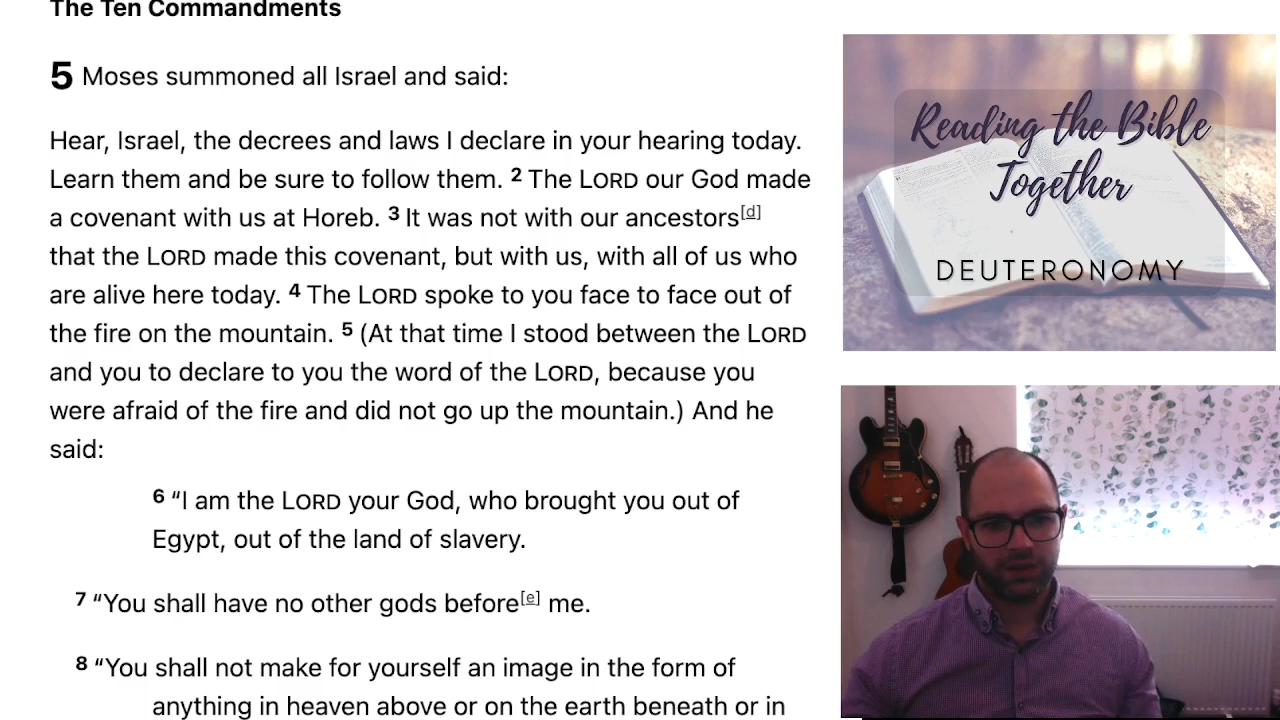 The Ten Commandments
5 Moses summoned all Israel and said:
Hear, Israel, the decrees and laws I declare in your hearing today.
Learn them and be sure to follow them. 2 The LORD our God made
a covenant with us at Horeb. 3 It was not with our ancestors[d]
that the LORD made this covenant, but with us, with all of us who
are alive here today. 4 The LORD spoke to you face to face out of
the fire on the mountain. 5 (At that time I stood between the LORD
and you to declare to you the word of the LORD, because you
were afraid of the fire and did not go up the mountain.) And he
said:
6 “I am the LORD your God, who brought you out of
Egypt, out of the land of slavery.
7 “You shall have no other gods before[e] me.
8 “You shall not make for yourself an image in the form of
anything in heaven above or on the earth beneath or in
Reading the Bible
Together
DEUTERONOMY